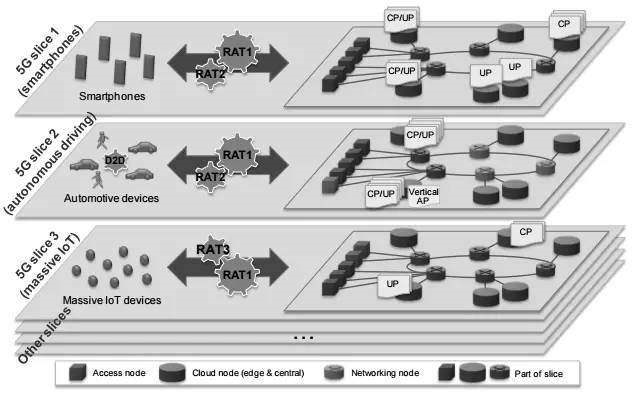 5G slice 1
(smartphones)
Smartphones
RAT1
RAT2
CP/UP
CP
CP/UP
UP
UP
5G slice 2
(autonomous driving)
D2D
Automotive devices
RAT1
RAT2
CP/UP
CP/UP
Vertical
AP
5G slice 3
(massive IoT)
Massive IoT devices
RAT3
RAT1
CP
UP
Other slices
...
Access node
Cloud node (edge & central)
Networking node
Part of slice